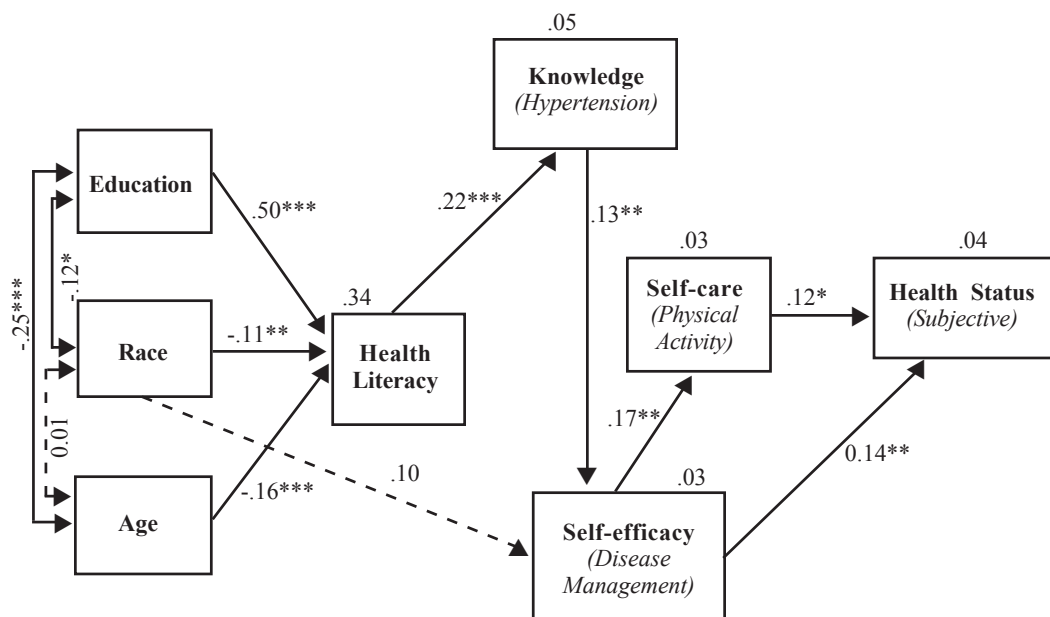 .05
Knowledge
(Hypertension)
Education
-.25***
-.12*
.50***
.22***
.13**
.03
.04
Self-care
(Physical
Activity)
.12*
Health Status
(Subjective)
Race
-.11**
.34
Health
Literacy
0.01
.17**
0.14**
.10
-.16***
Age
.03
Self-efficacy
(Disease
Management)